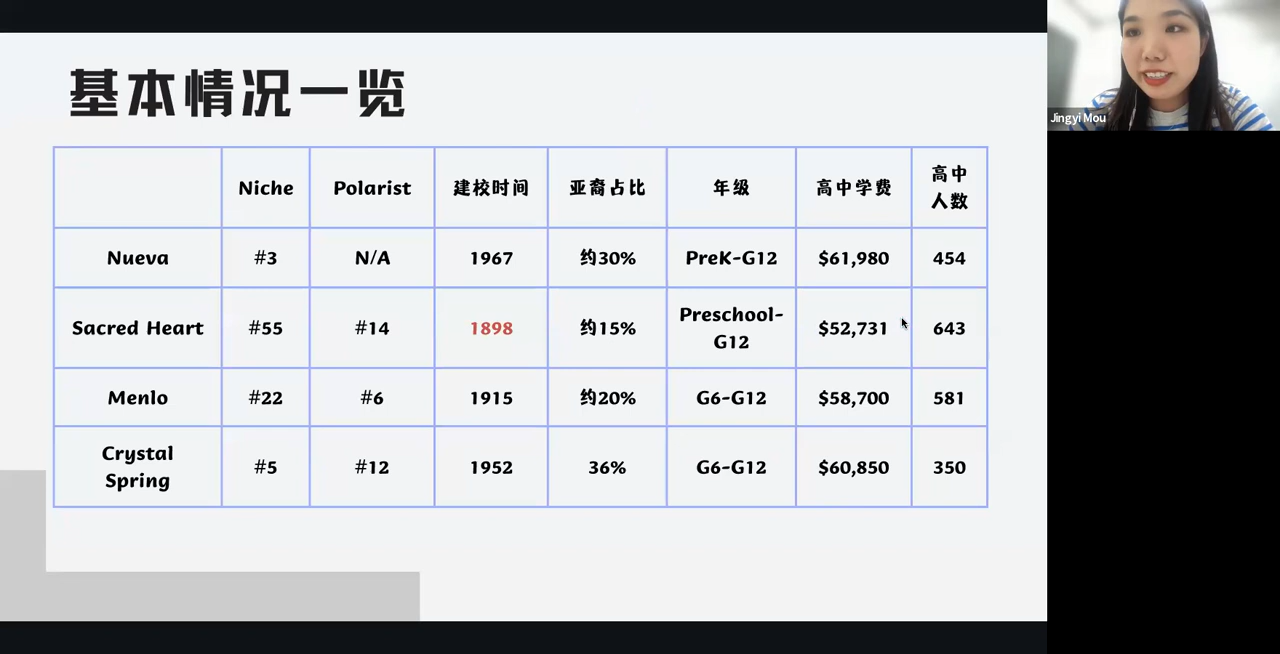 基本情况一览
Niche Polarist 建校时间 亚裔占比 年级 高中学费 高中
人数
Nueva #3 N/A 1967 约30% PreK-G12 $61,980 454
Sacred Heart #55 #14 1898 约15% Preschool-
G12 $52,731 643
Menlo #22 #6 1915 约20% G6-G12 $58,700 581
Crystal
Spring #5 #12 1952 36% G6-G12 $60,850 350
Jingyi Mou